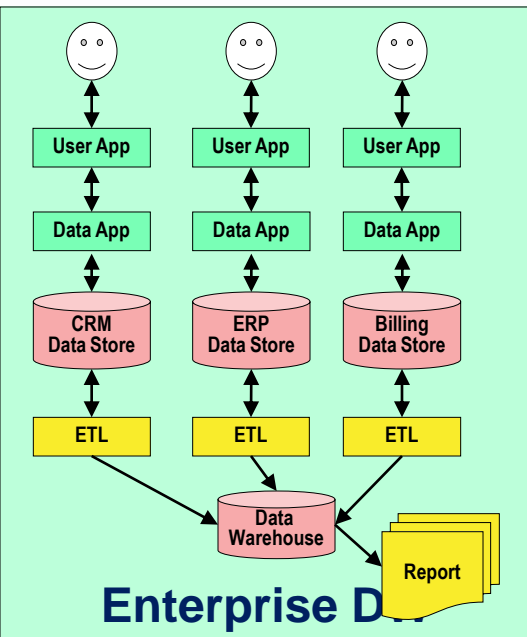 User App
User App
User App
Data App
Data App
Data App
CRM
Data Store
ERP
Data Store
Billing
Data Store
ETL
ETL
ETL
Data
Warehouse
Report
Enterprise